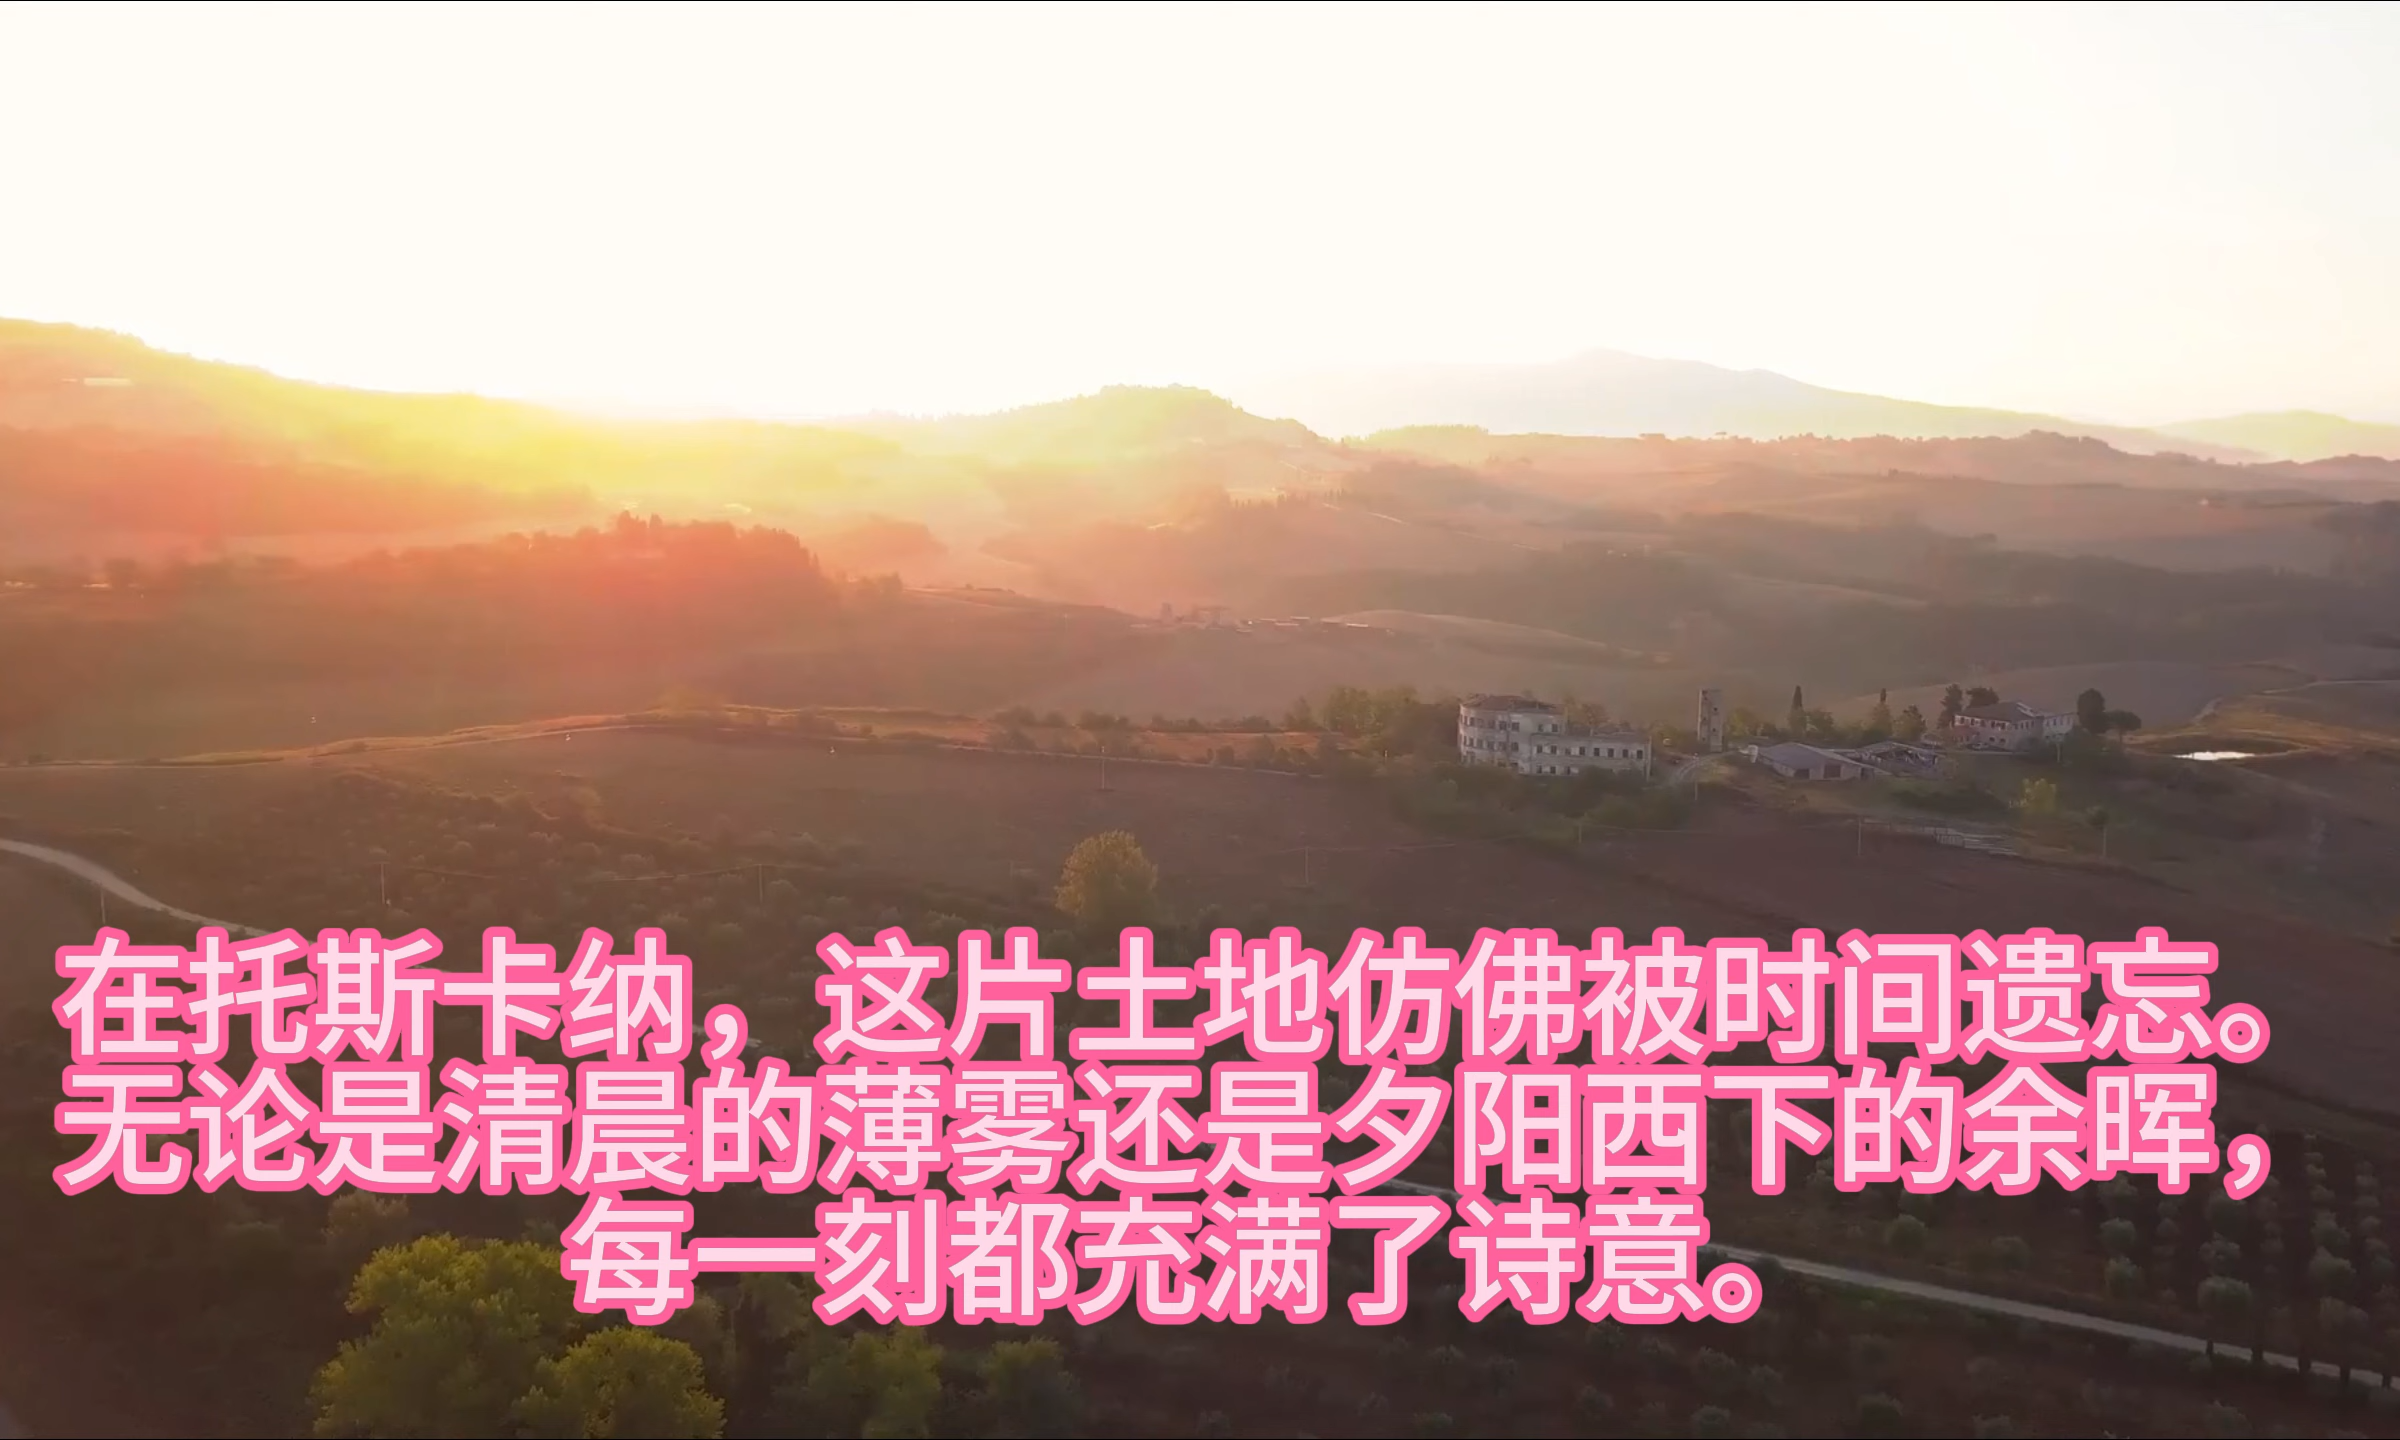 在托斯卡纳，这片土地仿佛被时间遗忘。
无论是清晨的薄雾还是夕阳西下的余晖，
每一刻都充满了诗意。